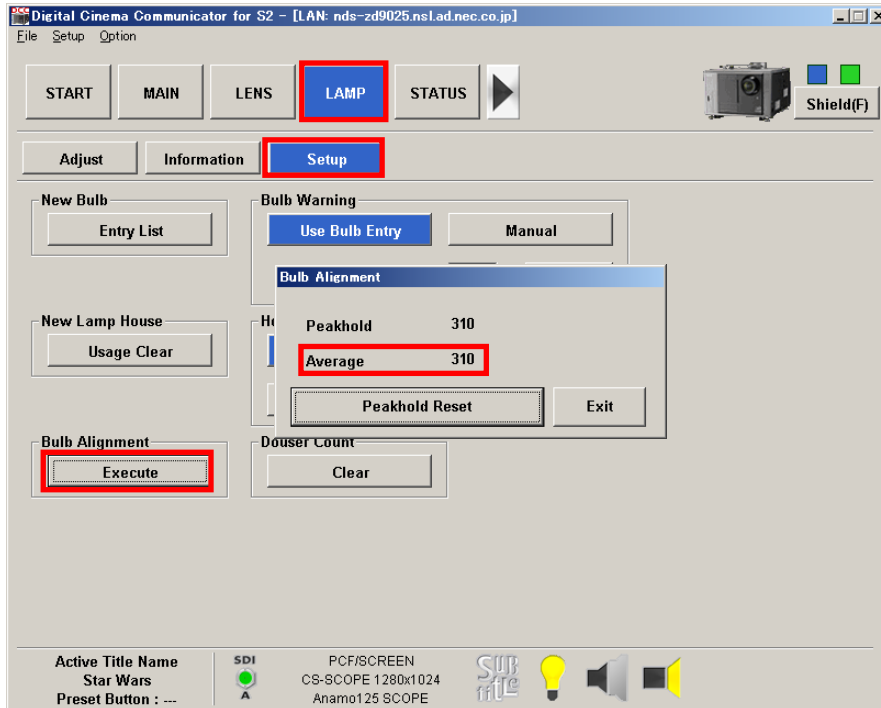 Digital Cinema Communicator for S2 - [LAN: nds-zd9025.nsl.ad.nec.co.jp]
File Setup Option
START MAIN LENS LAMP STATUS
Shield(F)
Adjust Information Setup
New Bulb
Entry List
Bulb Warning
Use Bulb Entry Manual
Bulb Alignment
Peakhold 310
Average 310
Peakhold Reset Exit
New Lamp House
Usage Clear
Bulb Alignment
Execute
Douser Count
Clear
Active Title Name
Star Wars
Preset Button : ---
SDI
A
PCF/SCREEN
CS-SCOPE 1280x1024
Anamo125 SCOPE
SUB
title